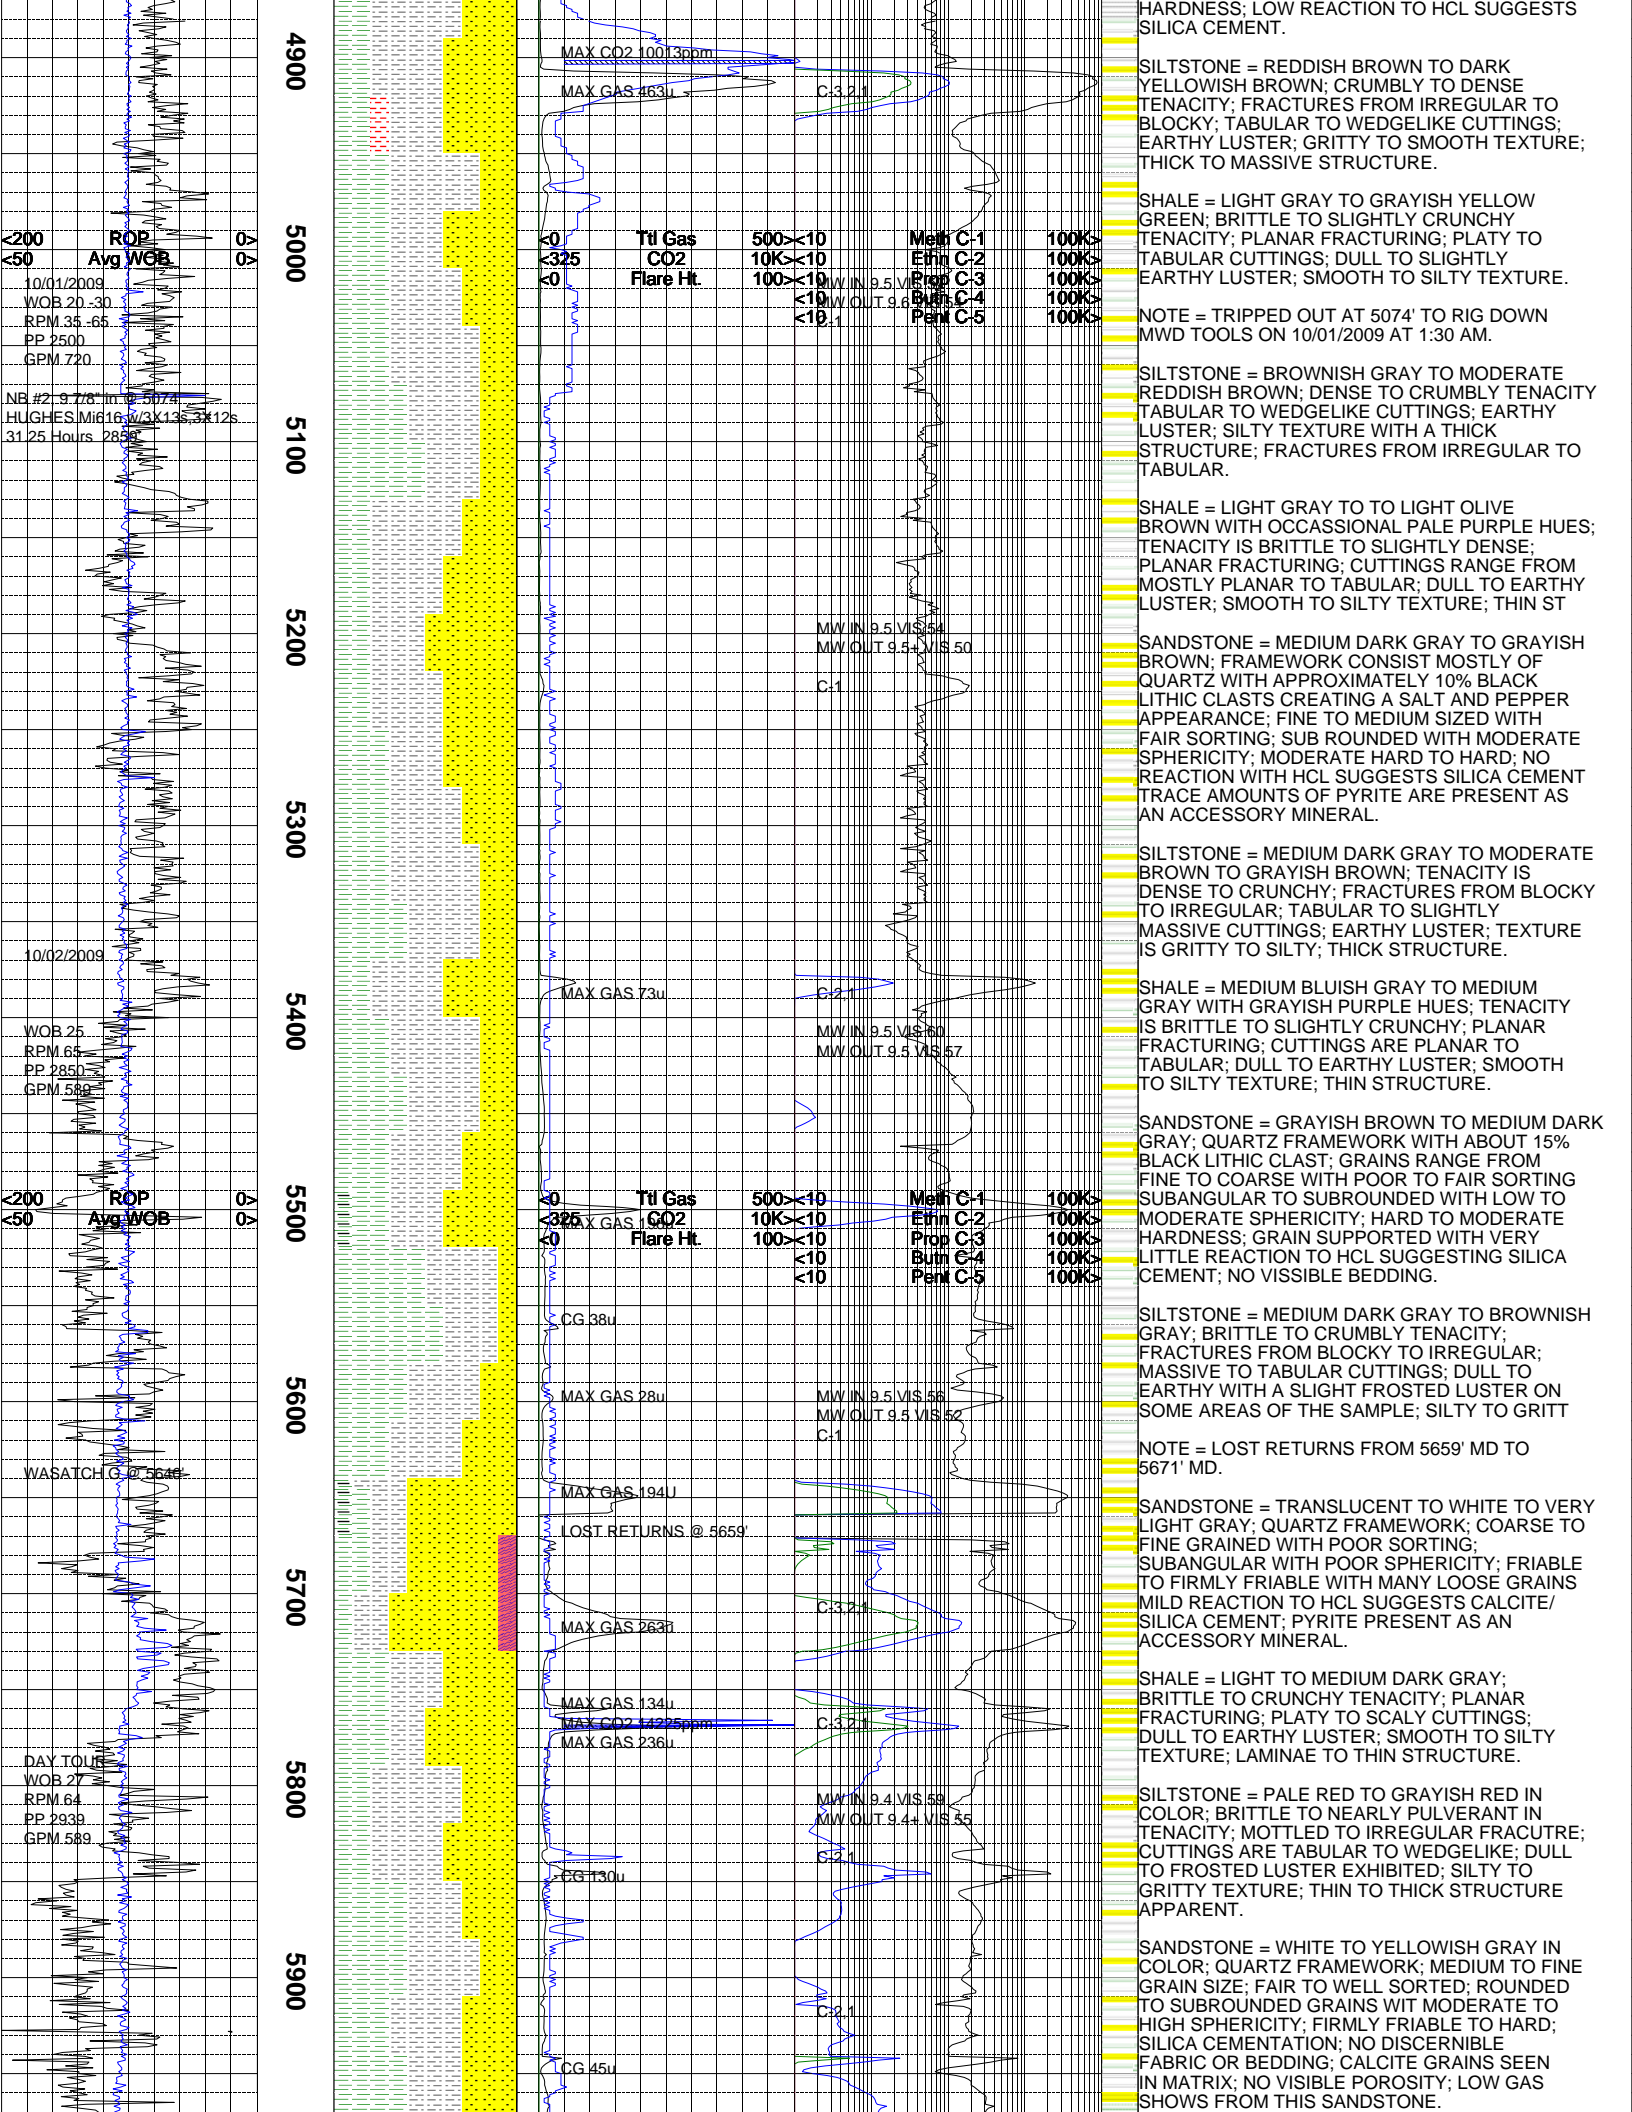 4900
5000
5100
5200
5300
5400
5500
5600
5700
5800
5900
<200 ROP 0>
<50 Avg WOB 0>
10/01/2009
WOB 20 -30
RPM 35 -65
PP 2500
GPM 720
NB #2, 9 7/8" in @ 5074'
HUGHES Mi616 w/3X13s,3X12s
31.25 Hours 2859'
10/02/2009
WOB 25
RPM 65
PP 2850
GPM 589
<200 ROP 0>
<50 Avg WOB 0>
WASATCH G @ 5640'
DAY TOUR
WOB 27
RPM 64
PP 2939
GPM 589
MAX CO2 10013ppm
MAX GAS 463u
C-3,2,1
<0 Ttl Gas 500>
<325 CO2 10K>
<0 Flare Ht. 100>
<10 Meth C-1 100K>
<10 Ethn C-2 100K>
<10 Prop C-3 100K>
<10 Butn C-4 100K>
<10 Pent C-5 100K>
MW IN 9.5 VIS
MW OUT 9.6
C-1
MW IN 9.5 VIS 54
MW OUT 9.5+ VIS 50
C-1
MAX GAS 73u
C-2,1
MW IN 9.5 VIS 60
MW OUT 9.5 VIS 57
<0 Ttl Gas 500>
<325 CO2 10K>
<0 Flare Ht. 100>
<10 Meth C-1 100K>
<10 Ethn C-2 100K>
<10 Prop C-3 100K>
<10 Butn C-4 100K>
<10 Pent C-5 100K>
MAX GAS
CG 38u
MAX GAS 28u
MW IN 9.5 VIS 56
MW OUT 9.5 VIS 52
C-1
MAX GAS 194U
LOST RETURNS @ 5659'
C-3,2,1
MAX GAS 263u
MAX GAS 134u
MAX CO2 14225ppm
C-3,2,1
MAX GAS 236u
MW IN 9.4 VIS 59
MW OUT 9.4+ VIS 55
C-2,1
CG 130u
C-2,1
CG 45u
HARDNESS; LOW REACTION TO HCL SUGGESTS
SILICA CEMENT.
SILTSTONE = REDDISH BROWN TO DARK
YELLOWISH BROWN; CRUMBLY TO DENSE
TENACITY; FRACTURES FROM IRREGULAR TO
BLOCKY; TABULAR TO WEDGELIKE CUTTINGS;
EARTHY LUSTER; GRITTY TO SMOOTH TEXTURE;
THICK TO MASSIVE STRUCTURE.
SHALE = LIGHT GRAY TO GRAYISH YELLOW
GREEN; BRITTLE TO SLIGHTLY CRUNCHY
TENACITY; PLANAR FRACTURING; PLATY TO
TABULAR CUTTINGS; DULL TO SLIGHTLY
EARTHY LUSTER; SMOOTH TO SILTY TEXTURE.
NOTE = TRIPPED OUT AT 5074' TO RIG DOWN
MWD TOOLS ON 10/01/2009 AT 1:30 AM.
SILTSTONE = BROWNISH GRAY TO MODERATE
REDDISH BROWN; DENSE TO CRUMBLY TENACITY
TABULAR TO WEDGELIKE CUTTINGS; EARTHY
LUSTER; SILTY TEXTURE WITH A THICK
STRUCTURE; FRACTURES FROM IRREGULAR TO
TABULAR.
SHALE = LIGHT GRAY TO TO LIGHT OLIVE
BROWN WITH OCCASSIONAL PALE PURPLE HUES;
TENACITY IS BRITTLE TO SLIGHTLY DENSE;
PLANAR FRACTURING; CUTTINGS RANGE FROM
MOSTLY PLANAR TO TABULAR; DULL TO EARTHY
LUSTER; SMOOTH TO SILTY TEXTURE; THIN ST
SANDSTONE = MEDIUM DARK GRAY TO GRAYISH
BROWN; FRAMEWORK CONSIST MOSTLY OF
QUARTZ WITH APPROXIMATELY 10% BLACK
LITHIC CLASTS CREATING A SALT AND PEPPER
APPEARANCE; FINE TO MEDIUM SIZED WITH
FAIR SORTING; SUB ROUNDED WITH MODERATE
SPHERICITY; MODERATE HARD TO HARD; NO
REACTION WITH HCL SUGGESTS SILICA CEMENT
TRACE AMOUNTS OF PYRITE ARE PRESENT AS
AN ACCESSORY MINERAL.
SILTSTONE = MEDIUM DARK GRAY TO MODERATE
BROWN TO GRAYISH BROWN; TENACITY IS
DENSE TO CRUNCHY; FRACTURES FROM BLOCKY
TO IRREGULAR; TABULAR TO SLIGHTLY
MASSIVE CUTTINGS; EARTHY LUSTER; TEXTURE
IS GRITTY TO SILTY; THICK STRUCTURE.
SHALE = MEDIUM BLUISH GRAY TO MEDIUM
GRAY WITH GRAYISH PURPLE HUES; TENACITY
IS BRITTLE TO SLIGHTLY CRUNCHY; PLANAR
FRACTURING; CUTTINGS ARE PLANAR TO
TABULAR; DULL TO EARTHY LUSTER; SMOOTH
TO SILTY TEXTURE; THIN STRUCTURE.
SANDSTONE = GRAYISH BROWN TO MEDIUM DARK
GRAY; QUARTZ FRAMEWORK WITH ABOUT 15%
BLACK LITHIC CLAST; GRAINS RANGE FROM
FINE TO COARSE WITH POOR TO FAIR SORTING
SUBANGULAR TO SUBROUNDED WITH LOW TO
MODERATE SPHERICITY; HARD TO MODERATE
HARDNESS; GRAIN SUPPORTED WITH VERY
LITTLE REACTION TO HCL SUGGESTING SILICA
CEMENT; NO VISSIBLE BEDDING.
SILTSTONE = MEDIUM DARK GRAY TO BROWNISH
GRAY; BRITTLE TO CRUMBLY TENACITY;
FRACTURES FROM BLOCKY TO IRREGULAR;
MASSIVE TO TABULAR CUTTINGS; DULL TO
EARTHY WITH A SLIGHT FROSTED LUSTER ON
SOME AREAS OF THE SAMPLE; SILTY TO GRITT
NOTE = LOST RETURNS FROM 5659' MD TO
5671' MD.
SANDSTONE = TRANSLUCENT TO WHITE TO VERY
LIGHT GRAY; QUARTZ FRAMEWORK; COARSE TO
FINE GRAINED WITH POOR SORTING;
SUBANGULAR WITH POOR SPHERICITY; FRIABLE
TO FIRMLY FRIABLE WITH MANY LOOSE GRAINS
MILD REACTION TO HCL SUGGESTS CALCITE/
SILICA CEMENT; PYRITE PRESENT AS AN
ACCESSORY MINERAL.
SHALE = LIGHT TO MEDIUM DARK GRAY;
BRITTLE TO CRUNCHY TENACITY; PLANAR
FRACTURING; PLATY TO SCALY CUTTINGS;
DULL TO EARTHY LUSTER; SMOOTH TO SILTY
TEXTURE; LAMINAE TO THIN STRUCTURE.
SILTSTONE = PALE RED TO GRAYISH RED IN
COLOR; BRITTLE TO NEARLY PULVERANT IN
TENACITY; MOTTLED TO IRREGULAR FRACUTRE;
CUTTINGS ARE TABULAR TO WEDGELIKE; DULL
TO FROSTED LUSTER EXHIBITED; SILTY TO
GRITTY TEXTURE; THIN TO THICK STRUCTURE
APPARENT.
SANDSTONE = WHITE TO YELLOWISH GRAY IN
COLOR; QUARTZ FRAMEWORK; MEDIUM TO FINE
GRAIN SIZE; FAIR TO WELL SORTED; ROUNDED
TO SUBROUNDED GRAINS WIT MODERATE TO
HIGH SPHERICITY; FIRMLY FRIABLE TO HARD;
SILICA CEMENTATION; NO DISCERNIBLE
FABRIC OR BEDDING; CALCITE GRAINS SEEN
IN MATRIX; NO VISIBLE POROSITY; LOW GAS
SHOWS FROM THIS SANDSTONE.